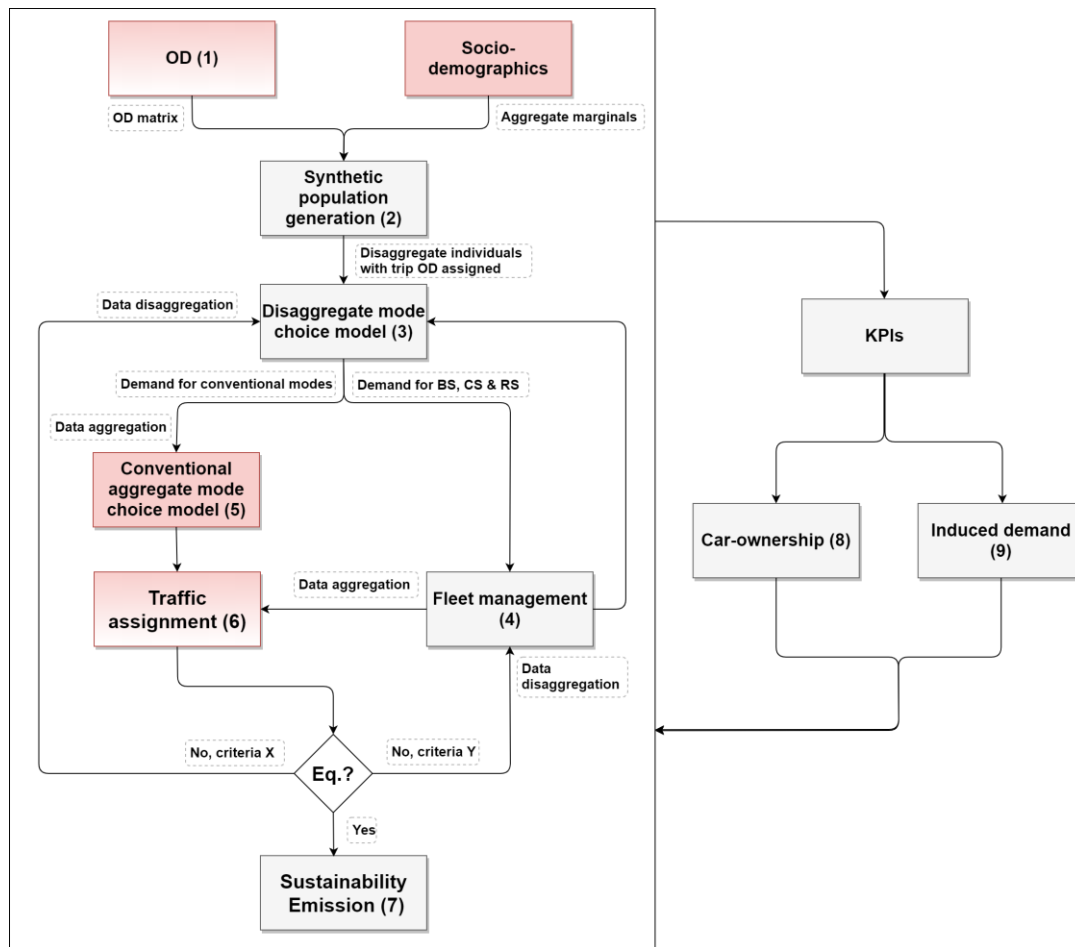 OD (1)
Socio-
demographics
OD matrix
Aggregate marginals
Synthetic
population
generation (2)
Disaggregate individuals
with trip OD assigned
Data disaggregation
Disaggregate mode
choice model (3)
KPIs
Demand for conventional modes
Demand for BS, CS & RS
Data aggregation
Conventional
aggregate mode
choice model (5)
Car-ownership (8)
Induced demand
(9)
Traffic
assignment (6)
Data aggregation
Fleet management
(4)
Data
disaggregation
No, criteria X
No, criteria Y
Eq.?
Yes
Sustainability
Emission (7)